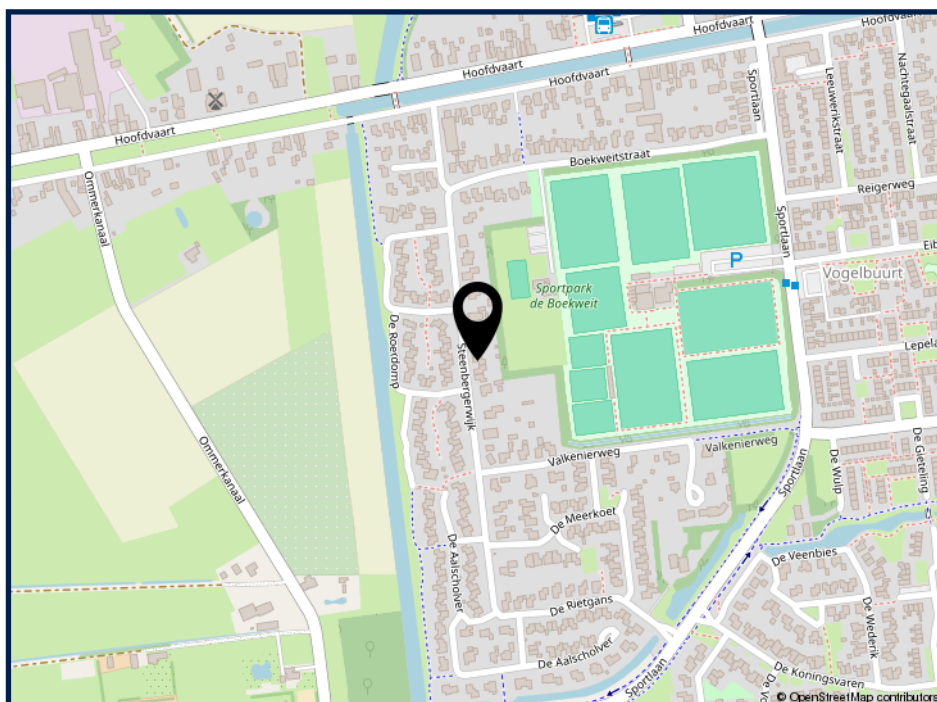 Hoofdvaart
Hoofdvaart
Hoofdvaart
Hoofdvaart
Sportlaan
Leeuwerikstraat
Nachtegaalstraat
Boekweitstraat
Ommerkanaal
Reigerweg
Sportlaan
Eib
P
Vogelbuurt
Sportpark
de Boekweit
De Roerdomp
Steenbergerwijk
Lepela
Ommerkanaal
Valkenierweg
Valkenierweg
De Gieteling
De Wulp
Sportlaan
De Meerkoet
De Aalscholver
De Veenbies
De Rietgans
De Wederik
De Aalscholver
Sportlaan
De Koningsvaren
© OpenStreetMap contributors